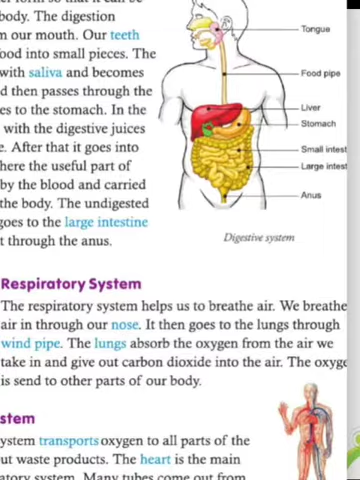 body. The digestion
m our mouth. Our teeth
food into small pieces. The
with saliva and becomes
d then passes through the
es to the stomach. In the
with the digestive juices
e. After that it goes into
here the useful part of
by the blood and carried
the body. The undigested
goes to the large intestine
t through the anus.
Tongue
Food pipe
Liver
Stomach
Small intest
Large intest
Anus
Digestive system
Respiratory System
The respiratory system helps us to breathe air. We breathe
air in through our nose. It then goes to the lungs through
wind pipe. The lungs absorb the oxygen from the air we
take in and give out carbon dioxide into the air. The oxyge
is send to other parts of our body.
stem
ystem transports oxygen to all parts of the
ut waste products. The heart is the main
atory system. Many tubes come out from